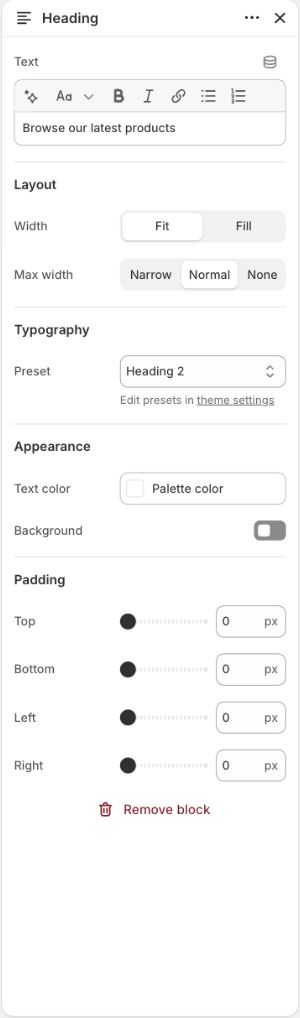 Heading
Text
Aa B I
Browse our latest products
Layout
Width Fit Fill
Max width Narrow Normal None
Typography
Preset Heading 2
Edit presets in theme settings
Appearance
Text color Palette color
Background
Padding
Top 0 px
Bottom 0 px
Left 0 px
Right 0 px
Remove block